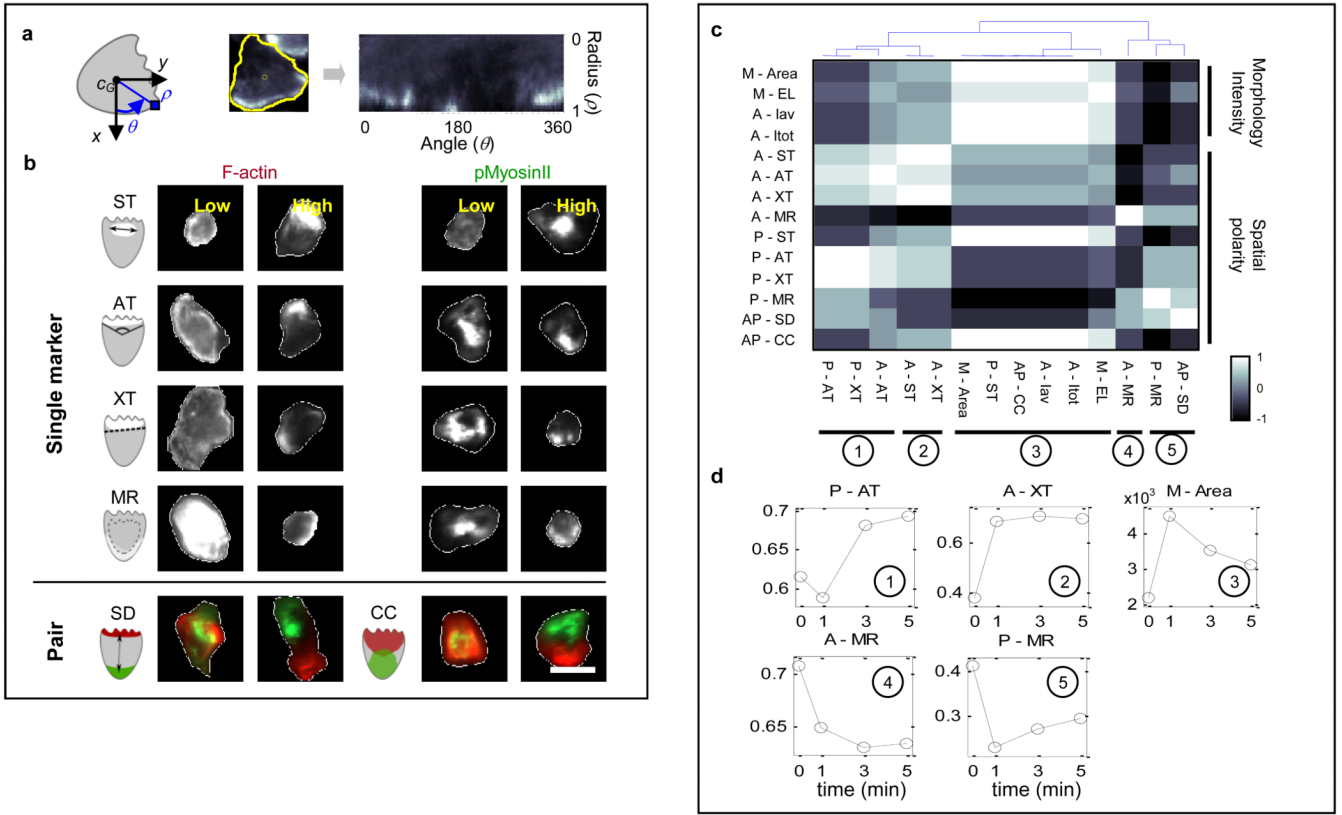 a
c_G
y
x
ρ
θ
0
1
Radius (ρ)
0 180 360
Angle (θ)
b
F-actin
pMyosinII
ST
Low
High
Low
High
AT
XT
MR
Single marker
Pair
SD
CC
c
M - Area
M - EL
A - Iav
A - Itot
A - ST
A - AT
A - XT
A - MR
P - ST
P - AT
P - XT
P - MR
AP - SD
AP - CC
Morphology
Intensity
Spatial
polarity
P - AT
P - XT
A - AT
A - ST
A - XT
M - Area
P - ST
AP - CC
A - Iav
A - Itot
M - EL
A - MR
P - MR
AP - SD
1
0
-1
1 2 3 4 5
d
P - AT
0.7
0.65
0.6
0 1 3 5
1
A - XT
0.6
0.4
0 1 3 5
2
M - Area
x10³
4
3
2
0 1 3 5
3
A - MR
0.7
0.65
0 1 3 5
time (min)
4
P - MR
0.4
0.3
0 1 3 5
time (min)
5